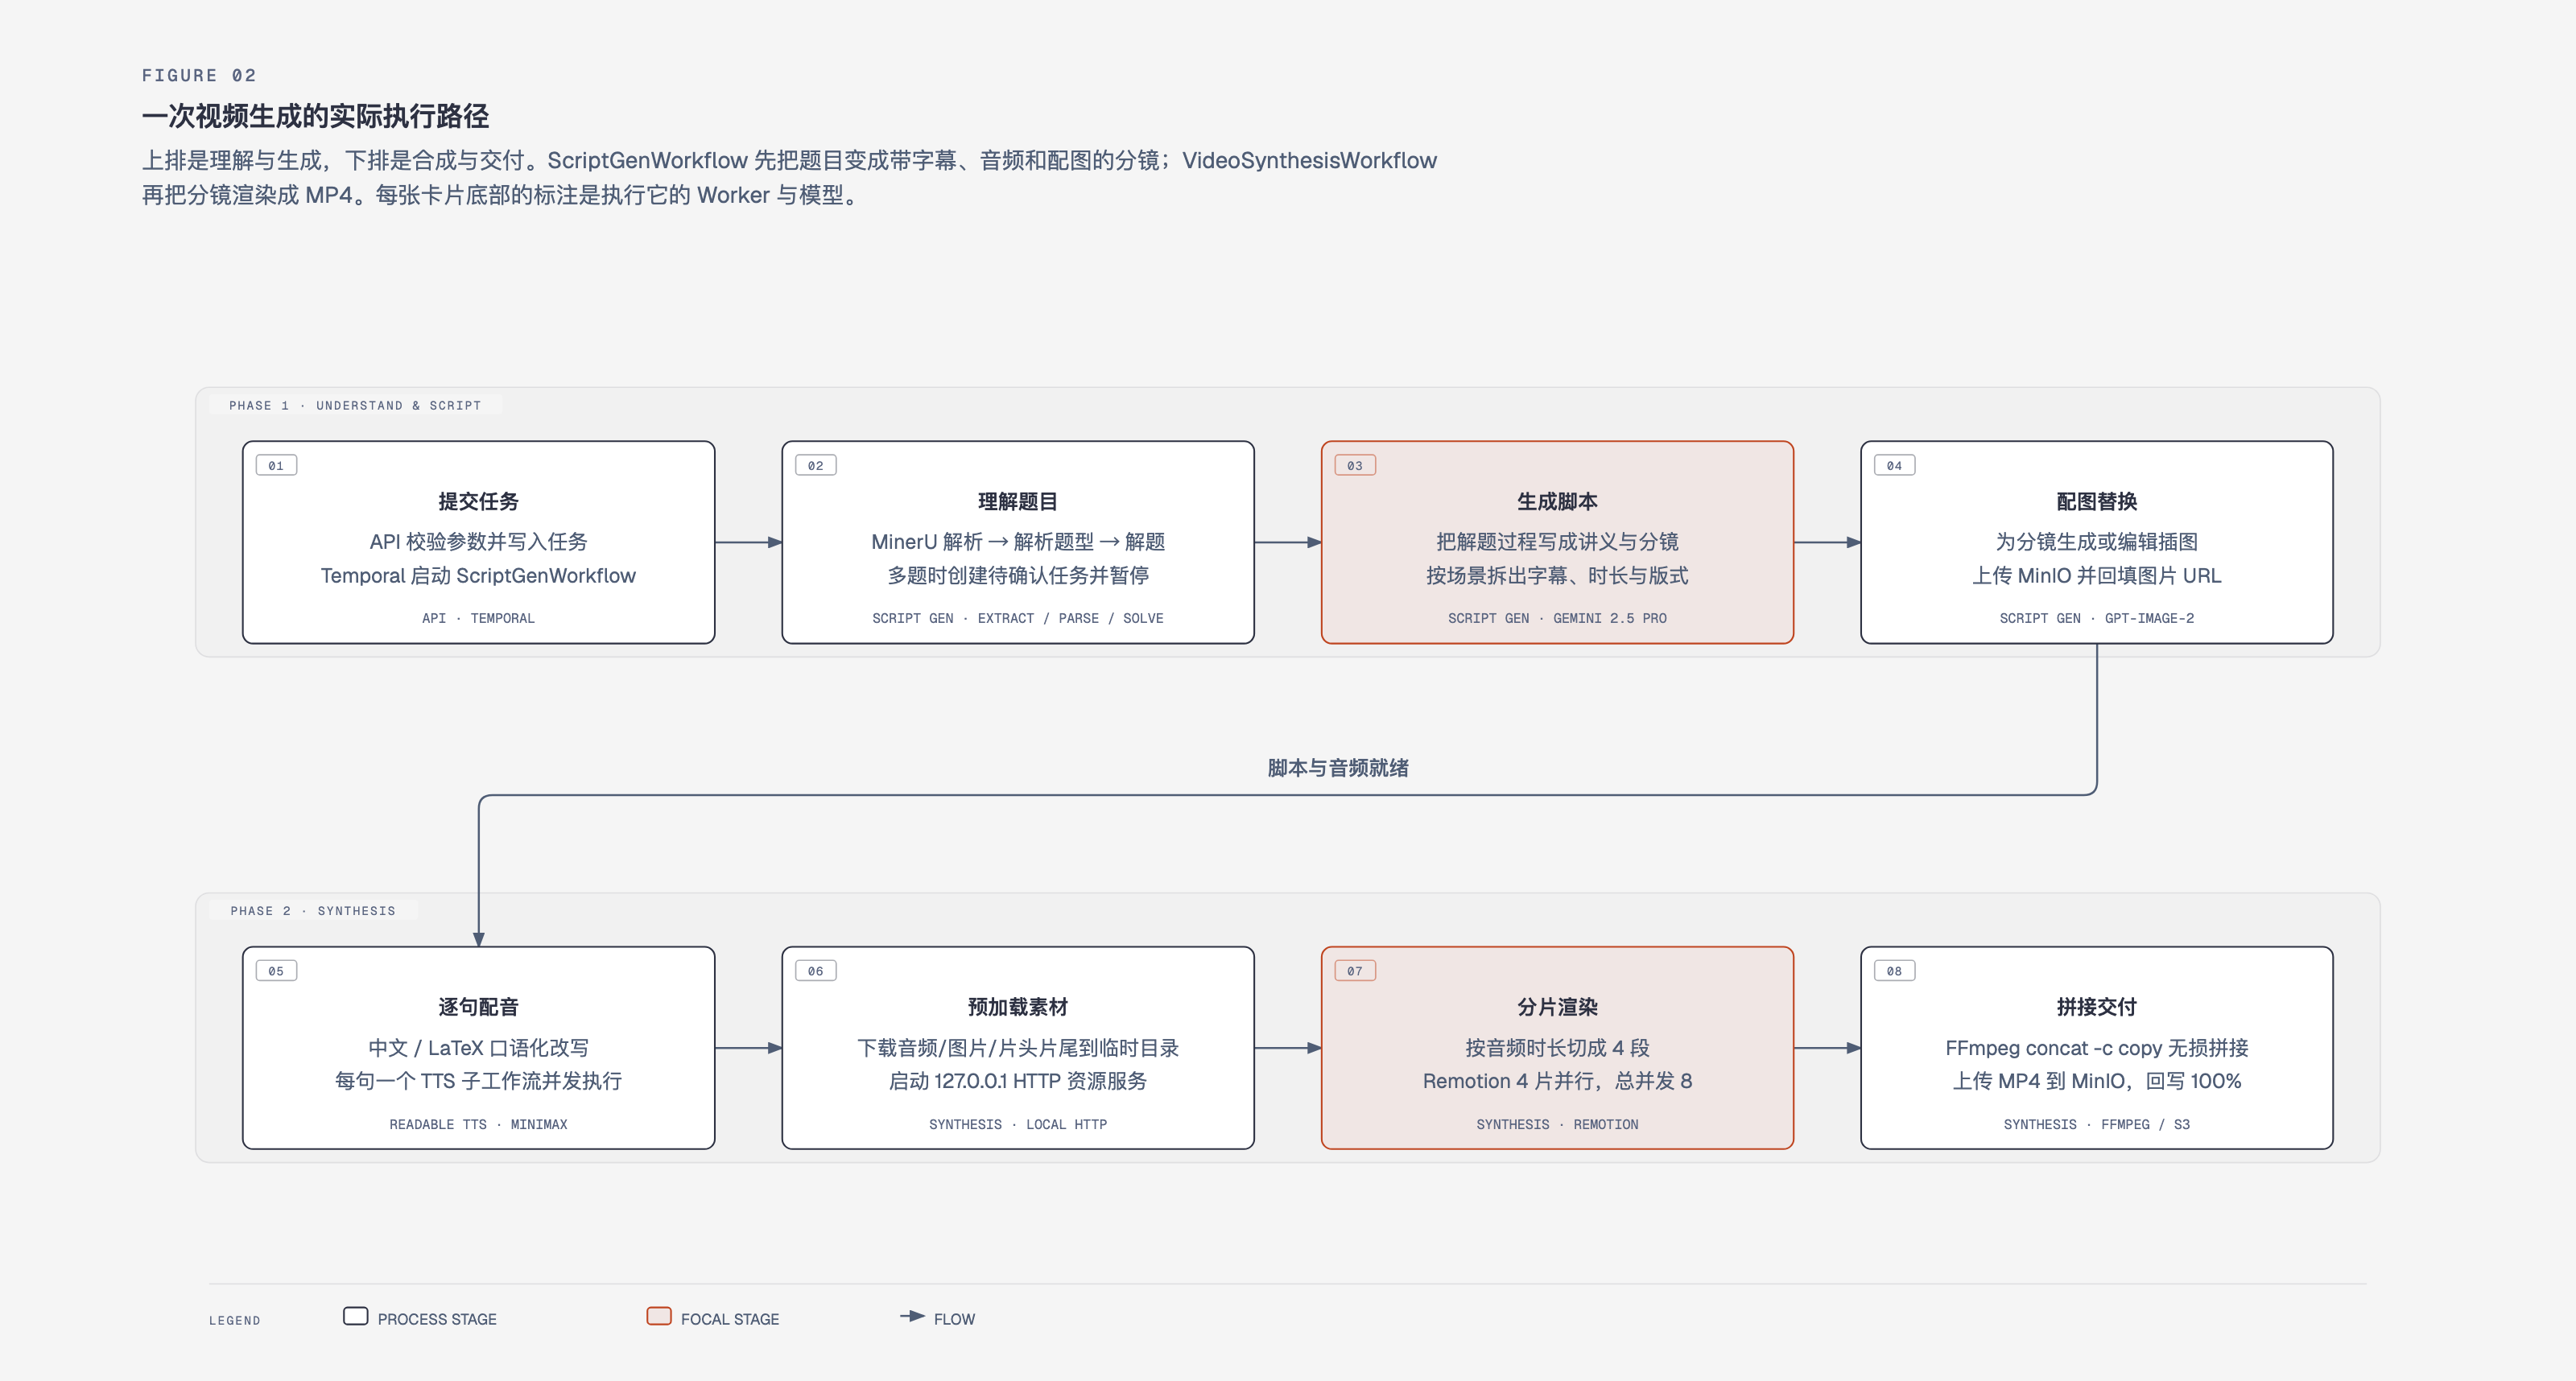 FIGURE 02
一次视频生成的实际执行路径
上排是理解与生成，下排是合成与交付。ScriptGenWorkflow 先把题目变成带字幕、音频和配图的分镜；VideoSynthesisWorkflow
再把分镜渲染成 MP4。每张卡片底部的标注是执行它的 Worker 与模型。
PHASE 1 · UNDERSTAND & SCRIPT
01
提交任务
API 校验参数并写入任务
Temporal 启动 ScriptGenWorkflow
API · TEMPORAL
02
理解题目
MinerU 解析 → 解析题型 → 解题
多题时创建待确认任务并暂停
SCRIPT GEN · EXTRACT / PARSE / SOLVE
03
生成脚本
把解题过程写成讲义与分镜
按场景拆出字幕、时长与版式
SCRIPT GEN · GEMINI 2.5 PRO
04
配图替换
为分镜生成或编辑插图
上传 MinIO 并回填图片 URL
SCRIPT GEN · GPT-IMAGE-2
脚本与音频就绪
PHASE 2 · SYNTHESIS
05
逐句配音
中文 / LaTeX 口语化改写
每句一个 TTS 子工作流并发执行
READABLE TTS · MINIMAX
06
预加载素材
下载音频/图片/片头片尾到临时目录
启动 127.0.0.1 HTTP 资源服务
SYNTHESIS · LOCAL HTTP
07
分片渲染
按音频时长切成 4 段
Remotion 4 片并行，总并发 8
SYNTHESIS · REMOTION
08
拼接交付
FFmpeg concat -c copy 无损拼接
上传 MP4 到 MinIO，回写 100%
SYNTHESIS · FFMPEG / S3
LEGEND
PROCESS STAGE
FOCAL STAGE
FLOW